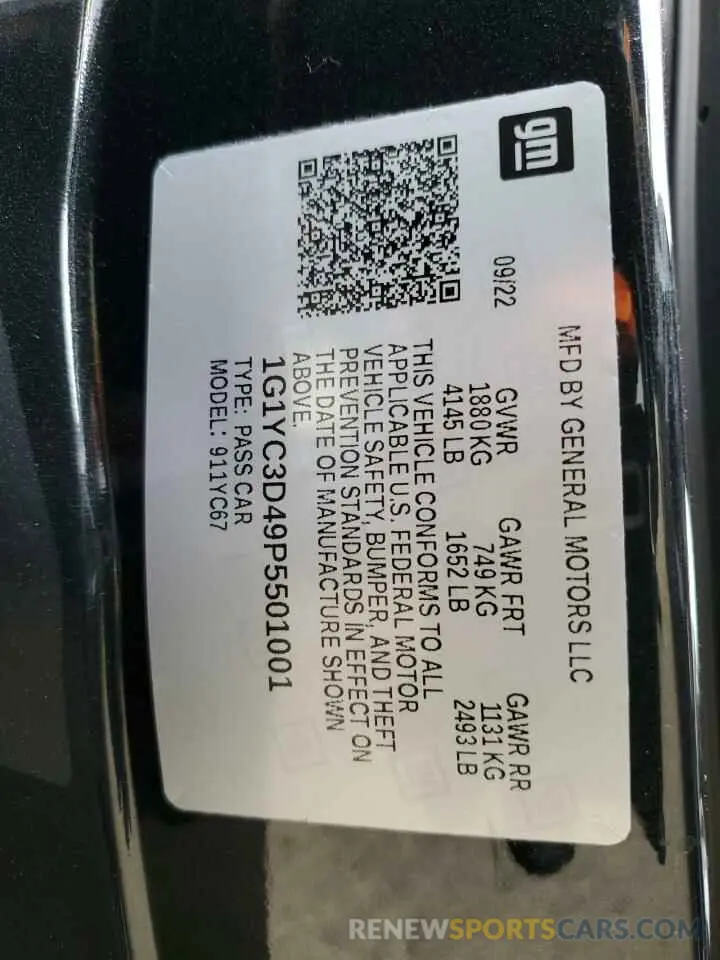 gm
MFD BY GENERAL MOTORS LLC
09/22
GVWR GAWR FRT GAWR RR
1880 KG 749 KG 1131 KG
4145 LB 1652 LB 2493 LB
THIS VEHICLE CONFORMS TO ALL
APPLICABLE U.S. FEDERAL MOTOR
VEHICLE SAFETY, BUMPER, AND THEFT
PREVENTION STANDARDS IN EFFECT ON
THE DATE OF MANUFACTURE SHOWN
ABOVE.
1G1YC3D49P5501001
TYPE: PASS CAR
MODEL: 911YC67
RENEWSPORTSCARS.COM